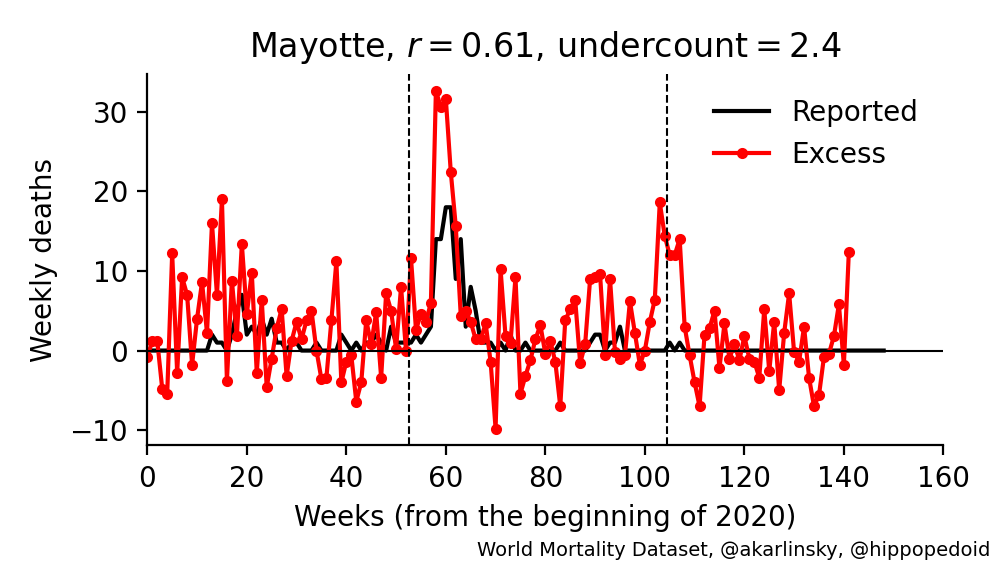 Mayotte, r = 0.61, undercount = 2.4
Reported
Excess
Weekly deaths
30
20
10
0
−10
0 20 40 60 80 100 120 140 160
Weeks (from the beginning of 2020)
World Mortality Dataset, @akarlinsky, @hippopedoid